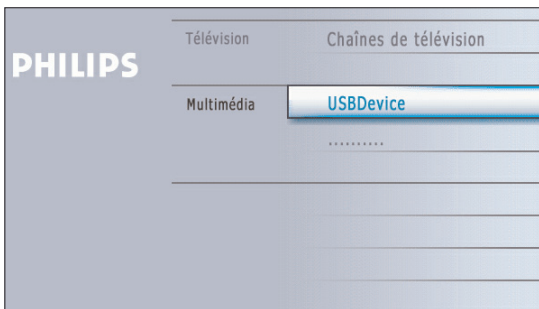 PHILIPS
Télévision Chaînes de télévision
Multimédia USBDevice
..........